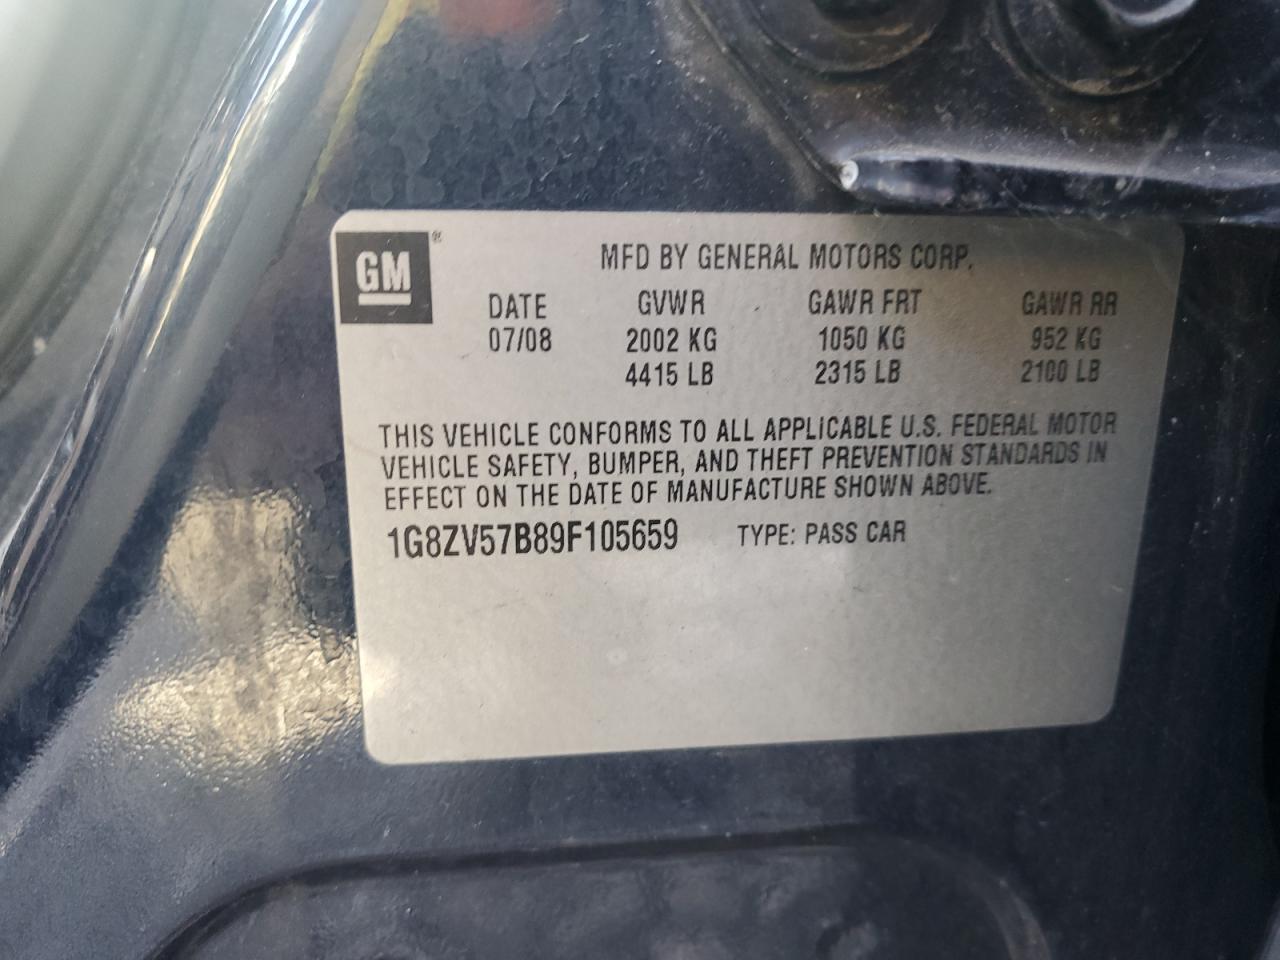 GM®
MFD BY GENERAL MOTORS CORP.
DATE GVWR GAWR FRT GAWR RR
07/08 2002 KG 1050 KG 952 KG
4415 LB 2315 LB 2100 LB
THIS VEHICLE CONFORMS TO ALL APPLICABLE U.S. FEDERAL MOTOR
VEHICLE SAFETY, BUMPER, AND THEFT PREVENTION STANDARDS IN
EFFECT ON THE DATE OF MANUFACTURE SHOWN ABOVE.
1G8ZV57B89F105659 TYPE: PASS CAR